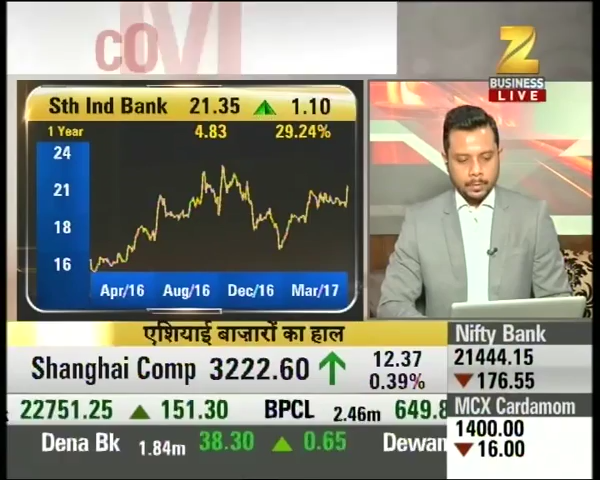 COM
Z
BUSINESS
LIVE
Sth Ind Bank 21.35 1.10
1 Year 4.83 29.24%
24
21
18
16
Apr/16 Aug/16 Dec/16 Mar/17
एशियाई बाज़ारों का हाल
Shanghai Comp 3222.60 12.37
0.39%
Nifty Bank
21444.15
176.55
22751.25 151.30 BPCL 2.46m 649.8
MCX Cardamom
1400.00
16.00
Dena Bk 1.84m 38.30 0.65 Dewan